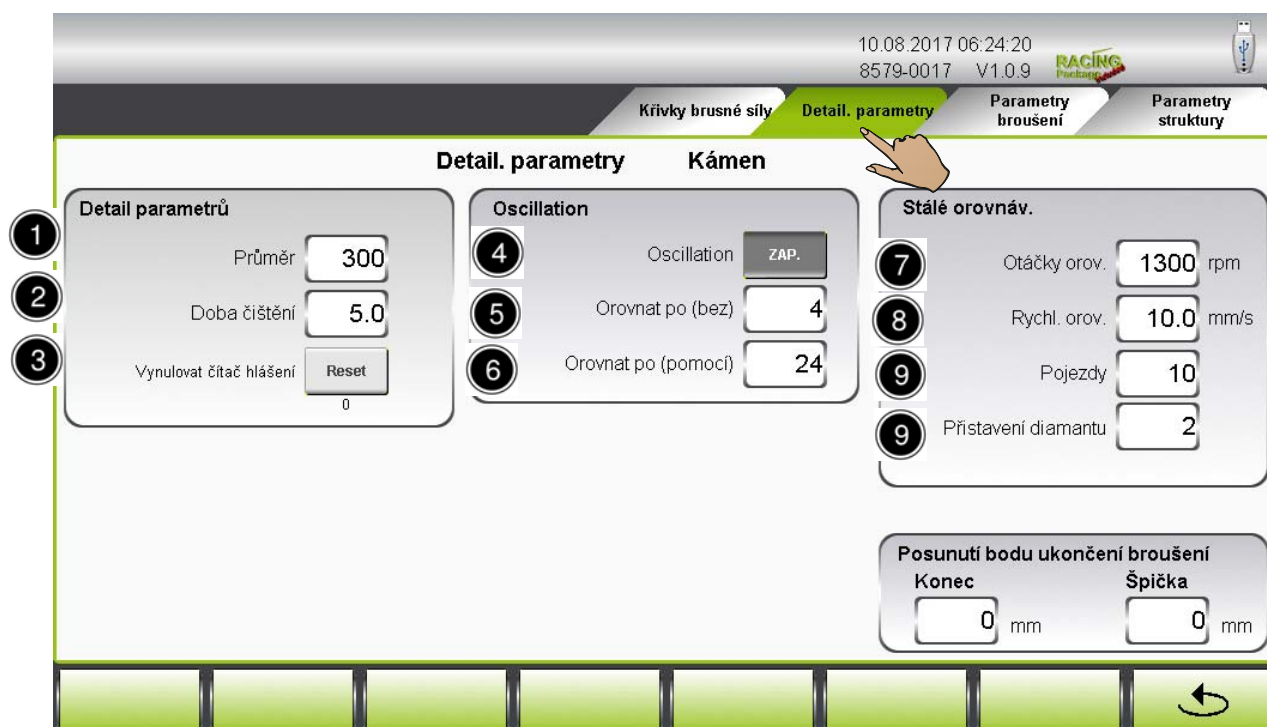 10.08.2017 06:24:20
8579-0017 V1.0.9
RACING
Package
Křivky brusné síly
Detail. parametry
Parametry
broušení
Parametry
struktury
Detail. parametry Kámen
Detail parametrů
1 Průměr 300
2 Doba čištění 5.0
3 Vynulovat čítač hlášení Reset
0
Oscillation
4 Oscillation ZAP.
5 Orovnat po (bez) 4
6 Orovnat po (pomocí) 24
Stálé orovnáv.
7 Otáčky orov. 1300 rpm
8 Rychl. orov. 10.0 mm/s
9 Pojezdy 10
9 Přistavení diamantu 2
Posunutí bodu ukončení broušení
Konec Špička
0 mm 0 mm